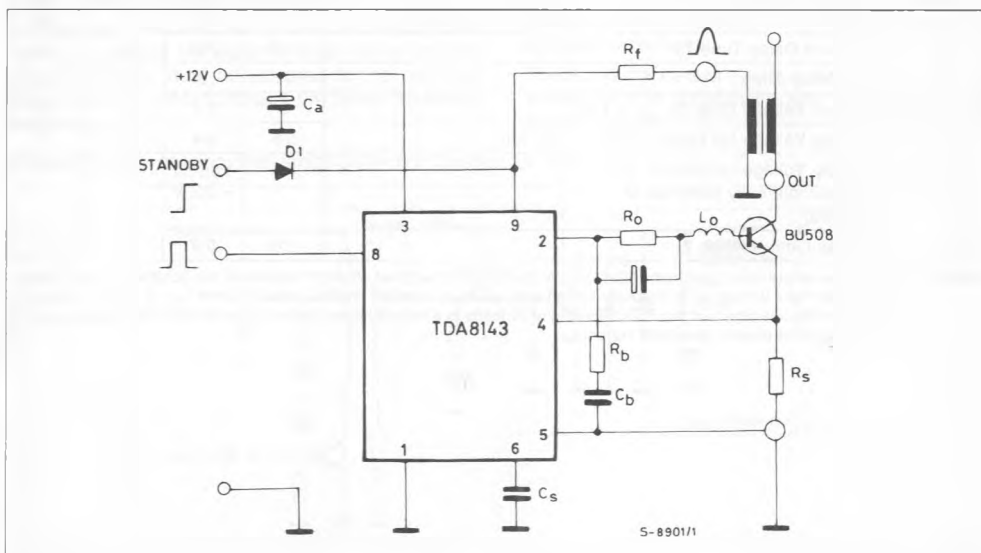 +12V
Ca
Rf
D1
STANDBY
OUT
3
9
8
2
Ro
Lo
BU508
TDA8143
4
Rb
Rs
Cb
5
1
6
Cs
S-8901/1